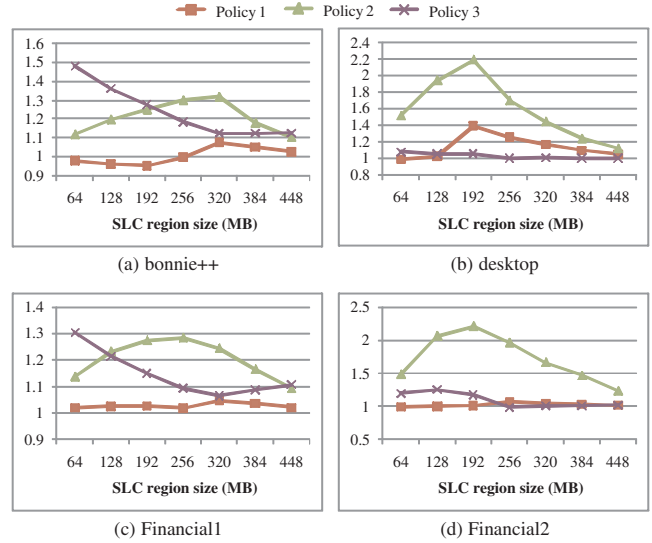 Policy 1 Policy 2 Policy 3
1.6
1.5
1.4
1.3
1.2
1.1
1
0.9
64 128 192 256 320 384 448
SLC region size (MB)
(a) bonnie++
2.6
2.4
2.2
2
1.8
1.6
1.4
1.2
1
0.8
64 128 192 256 320 384 448
SLC region size (MB)
(b) desktop
1.4
1.3
1.2
1.1
1
0.9
64 128 192 256 320 384 448
SLC region size (MB)
(c) Financial1
2.5
2
1.5
1
0.5
64 128 192 256 320 384 448
SLC region size (MB)
(d) Financial2